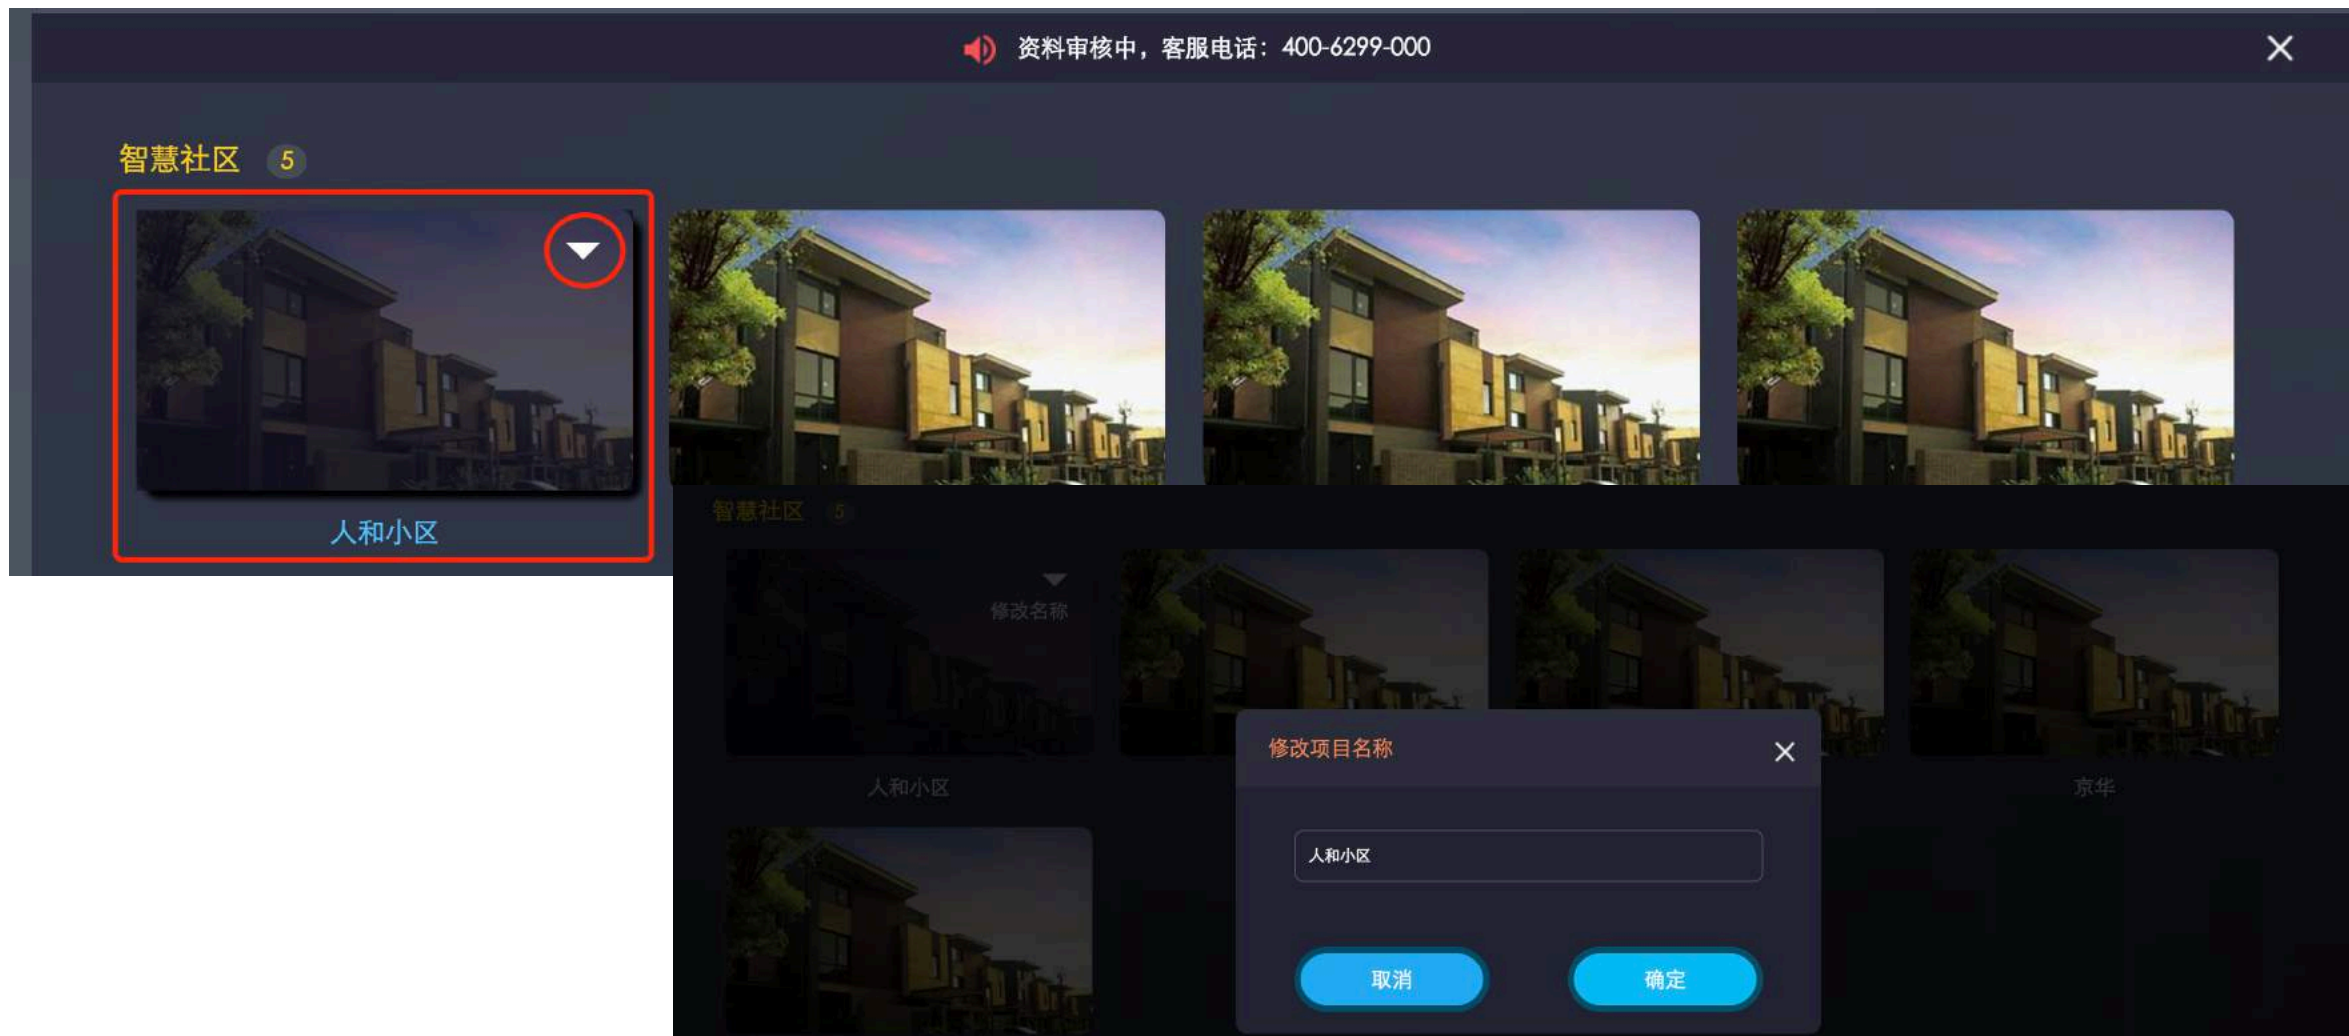 资料审核中，客服电话：400-6299-000
智慧社区 5
人和小区
智慧社区 5
修改名称
人和小区
京华
修改项目名称
人和小区
取消 确定